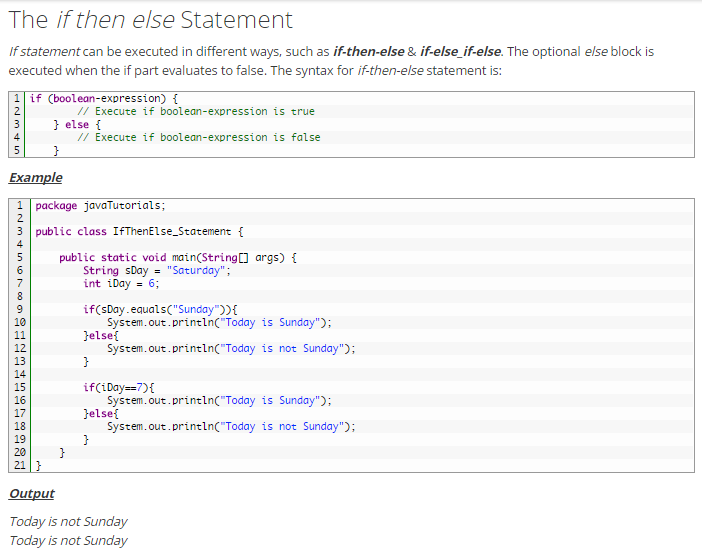 The if then else Statement
If statement can be executed in different ways, such as if-then-else & if-else_if-else. The optional else block is
executed when the if part evaluates to false. The syntax for if-then-else statement is:
1 if (boolean-expression) {
2         // Execute if boolean-expression is true
3     } else {
4         // Execute if boolean-expression is false
5     }
Example
1 package javaTutorials;
2
3 public class IfThenElse_Statement {
4
5     public static void main(String[] args) {
6         String sDay = "Saturday";
7         int iDay = 6;
8
9         if(sDay.equals("Sunday")){
10             System.out.println("Today is Sunday");
11         }else{
12             System.out.println("Today is not Sunday");
13         }
14
15         if(iDay==7){
16             System.out.println("Today is Sunday");
17         }else{
18             System.out.println("Today is not Sunday");
19         }
20     }
21 }
Output
Today is not Sunday
Today is not Sunday